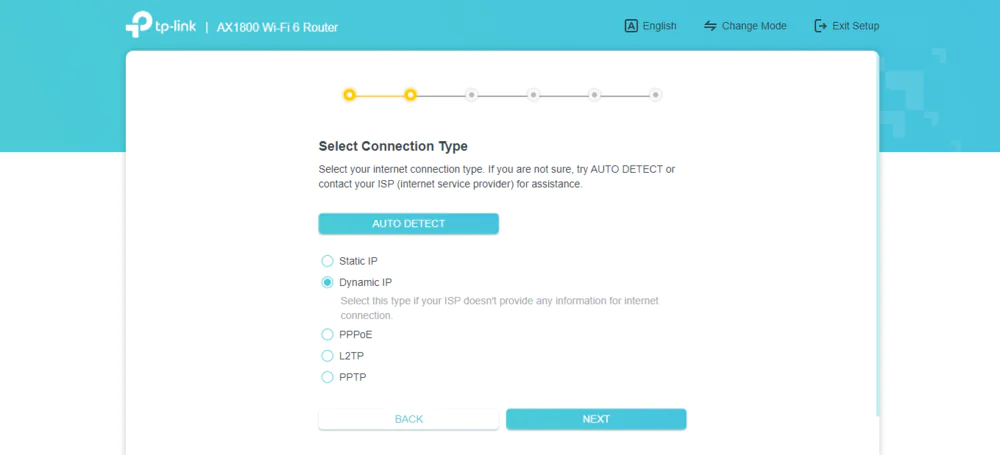 tp-link | AX1800 Wi-Fi 6 Router
English
Change Mode
Exit Setup
Select Connection Type
Select your internet connection type. If you are not sure, try AUTO DETECT or
contact your ISP (internet service provider) for assistance.
AUTO DETECT
Static IP
Dynamic IP
Select this type if your ISP doesn't provide any information for internet
connection.
PPPoE
L2TP
PPTP
BACK
NEXT